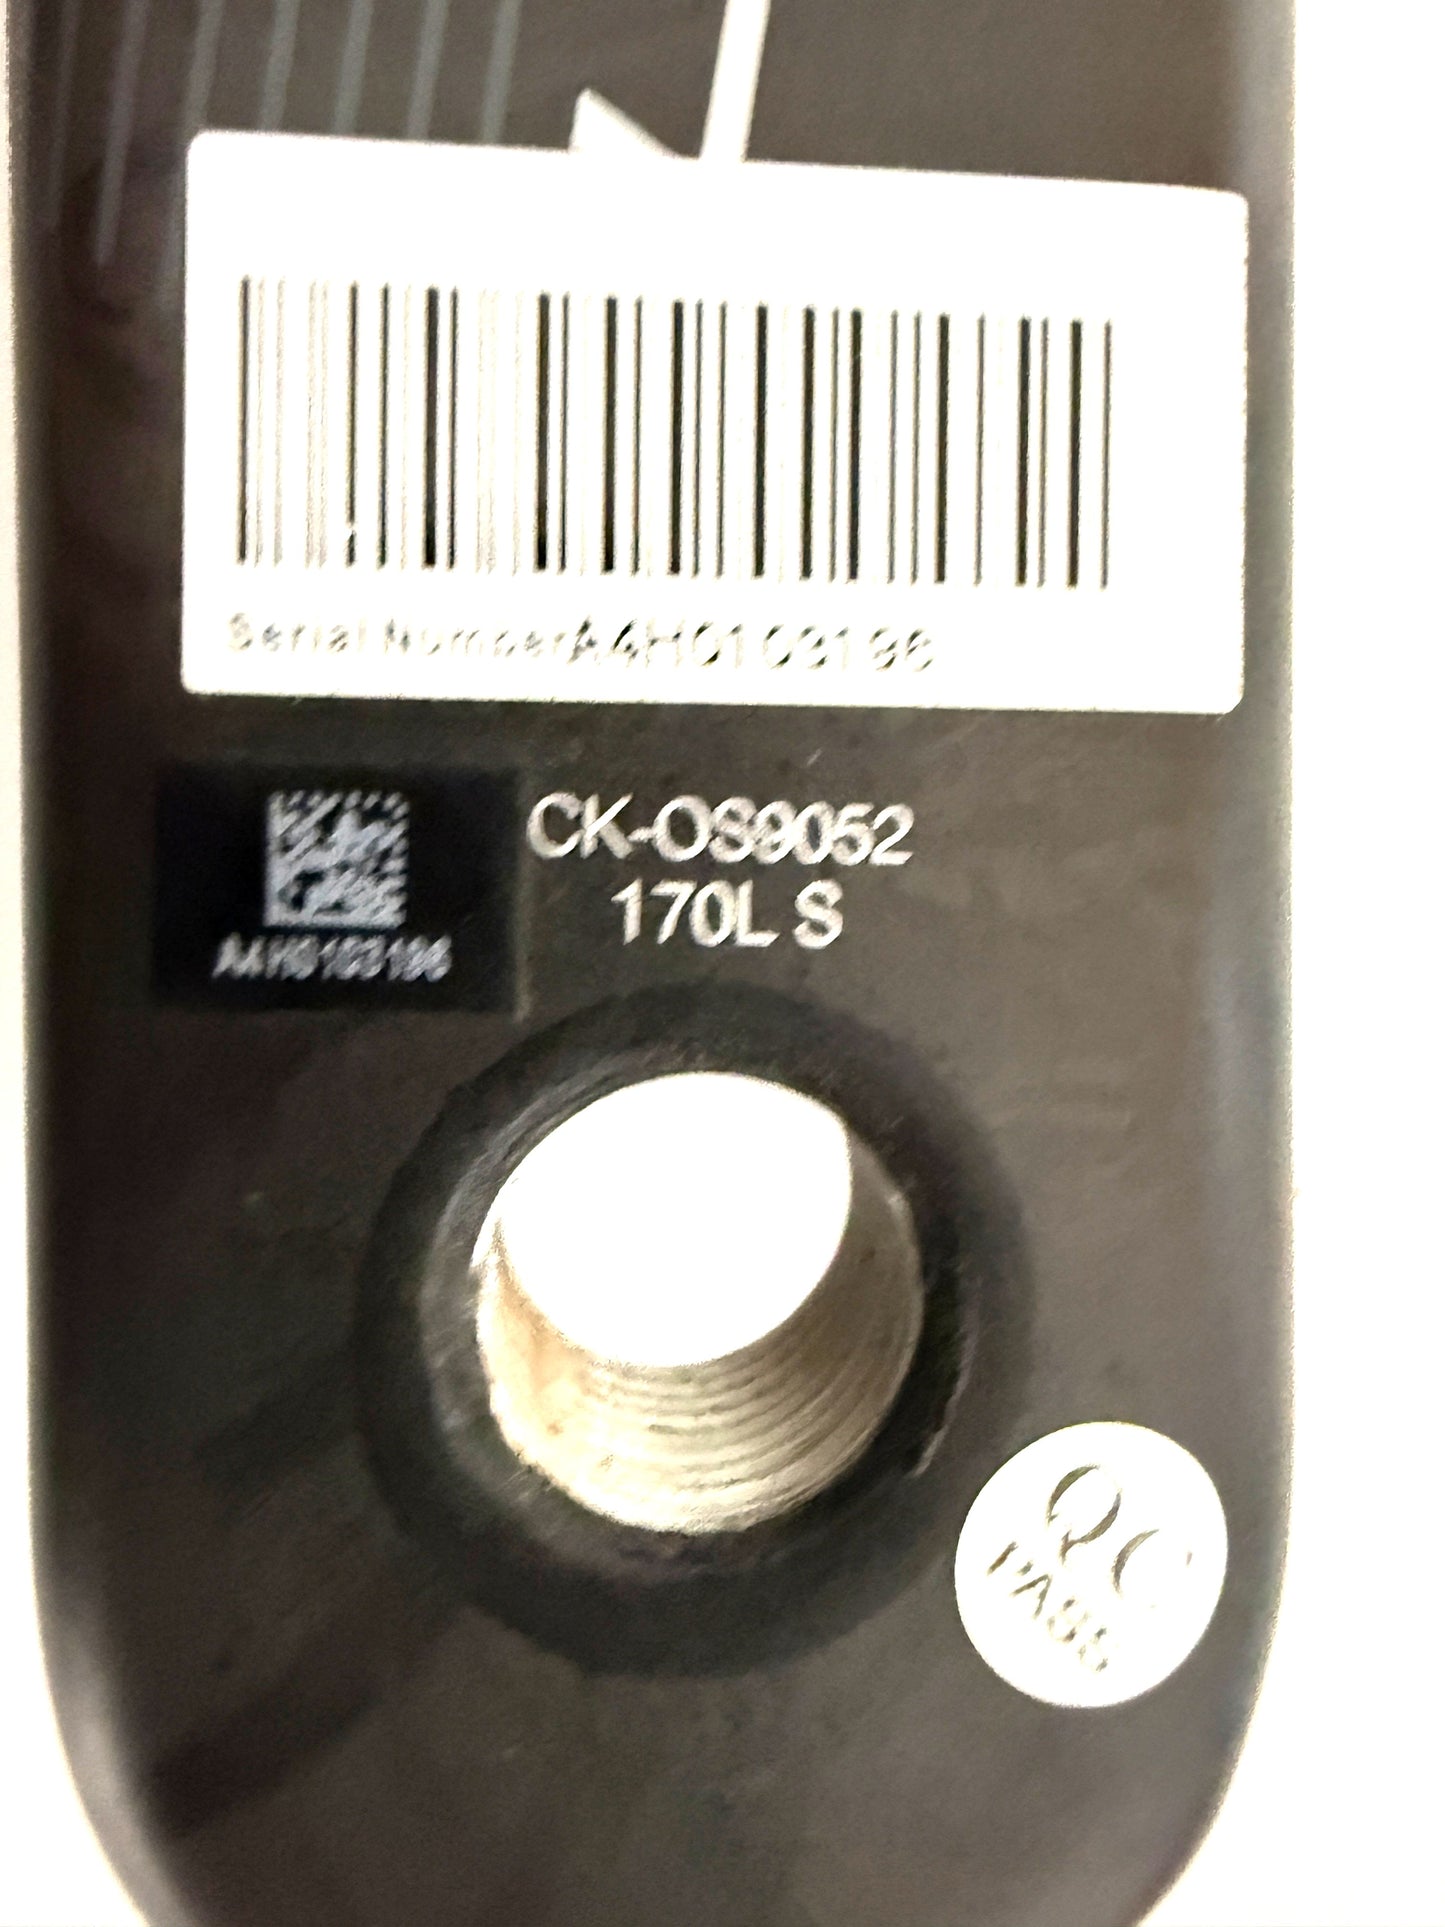 Serial Number:A4H0103196
CK-OS9052
170L S
A4H0103196
QC
PASS